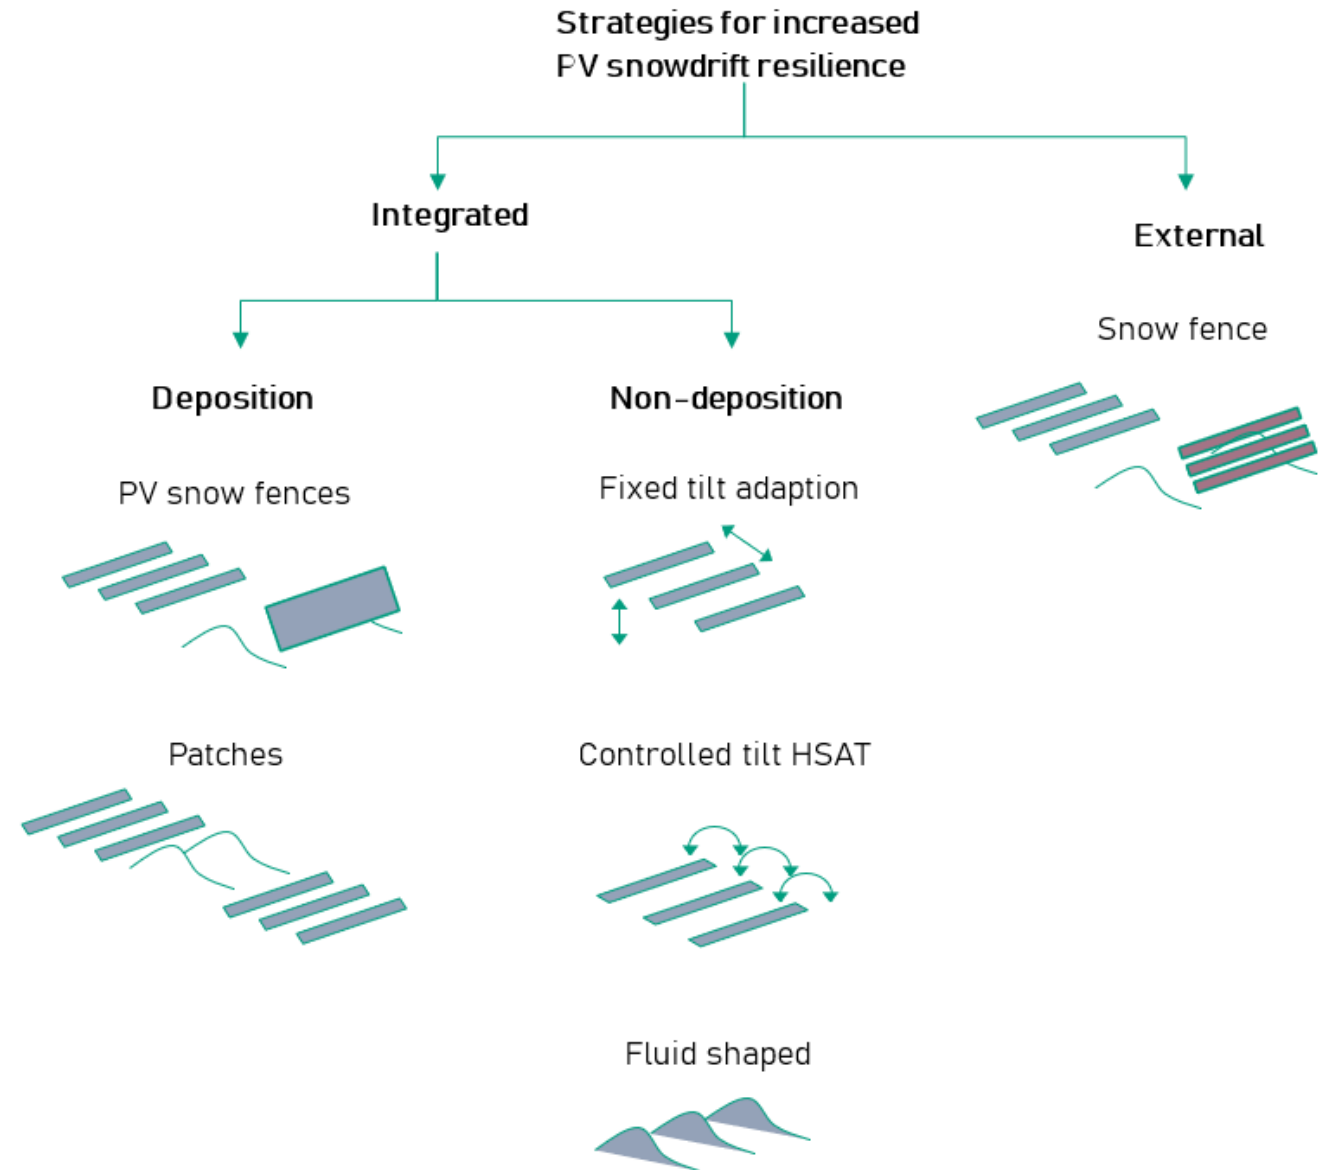 Strategies for increased
PV snowdrift resilience
Integrated
External
Snow fence
Deposition
Non-deposition
PV snow fences
Fixed tilt adaption
Patches
Controlled tilt HSAT
Fluid shaped